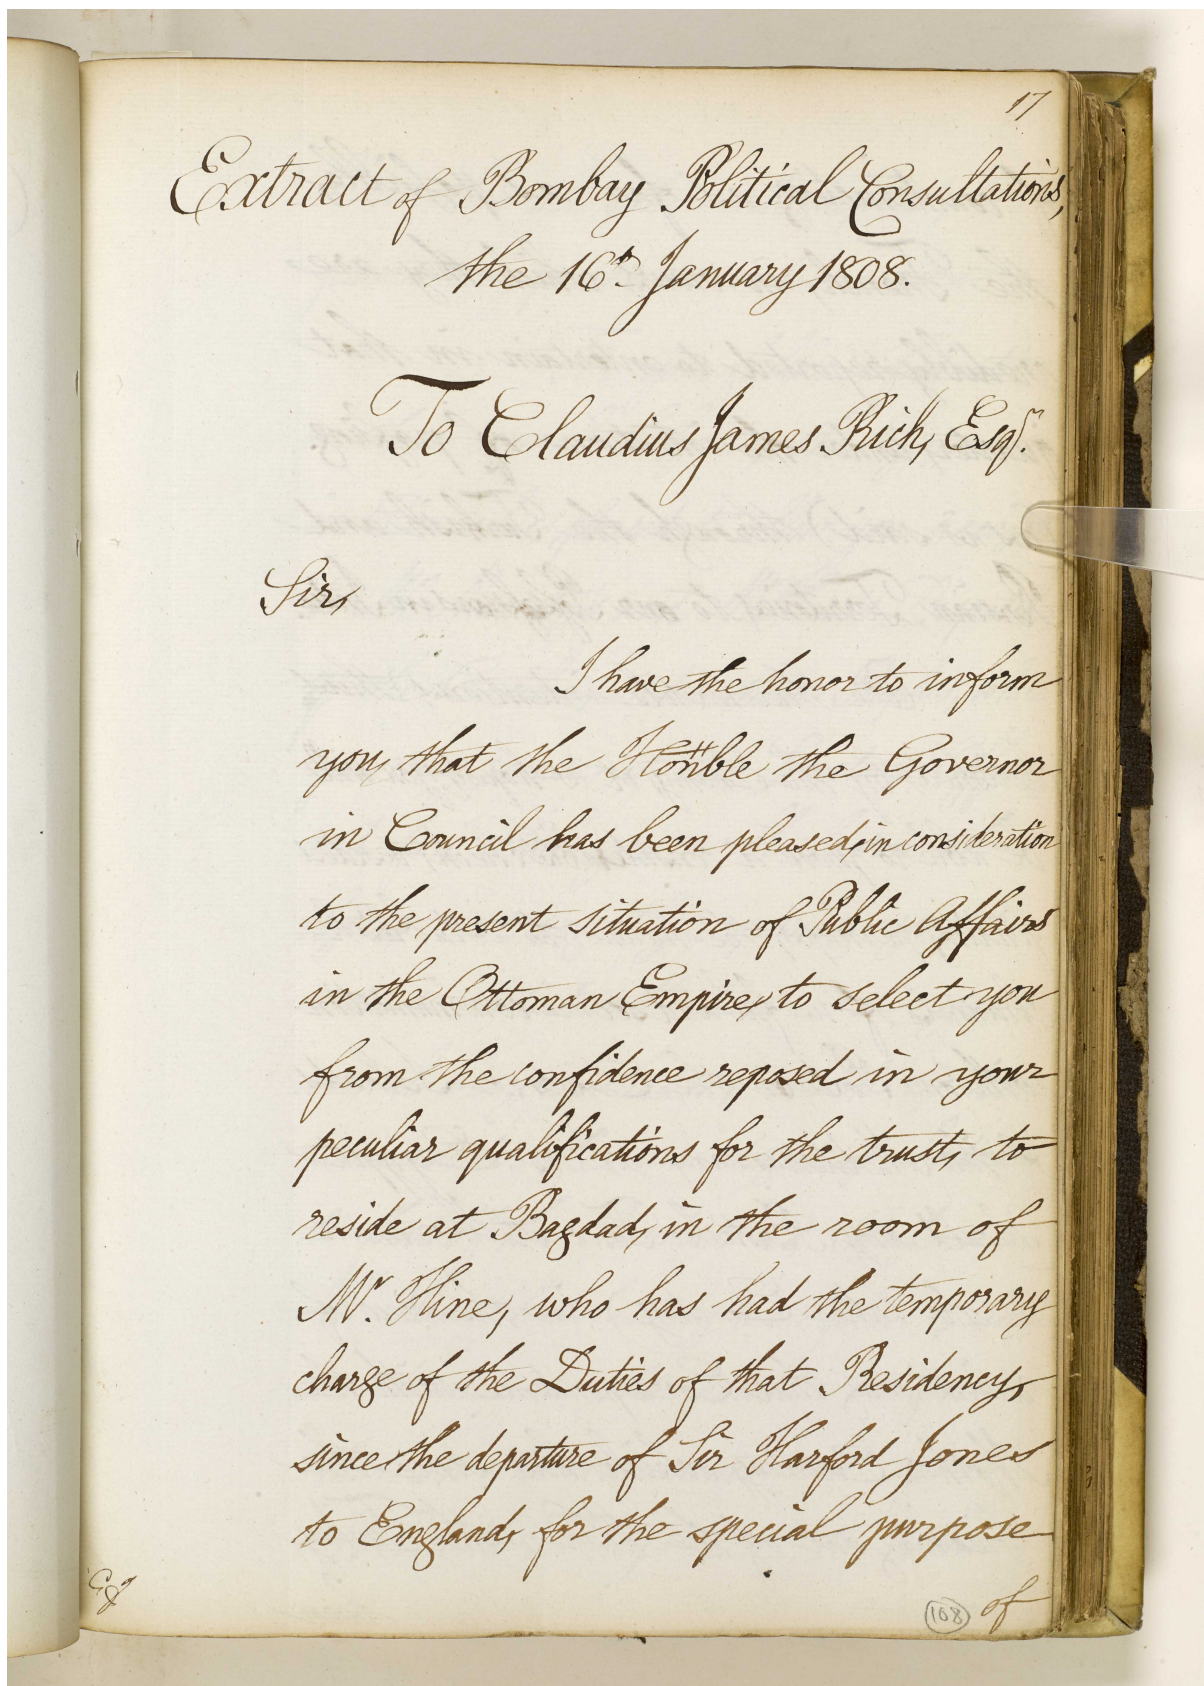 17
Extract of Bombay Political Consultations,
the 16th January 1808.
To Claudius James Rich, Esqr.
Sir,
I have the honor to inform
you, that the Honble the Governor
in Council has been pleased, in consideration
to the present situation of Public Affairs
in the Ottoman Empire, to select you
from the confidence reposed in your
peculiar qualifications for the trust, to
reside at Bagdad, in the room of
Mr. Hine, who has had the temporary
charge of the Duties of that Residency,
since the departure of Sir Harford Jones
to England, for the special purpose
108 of